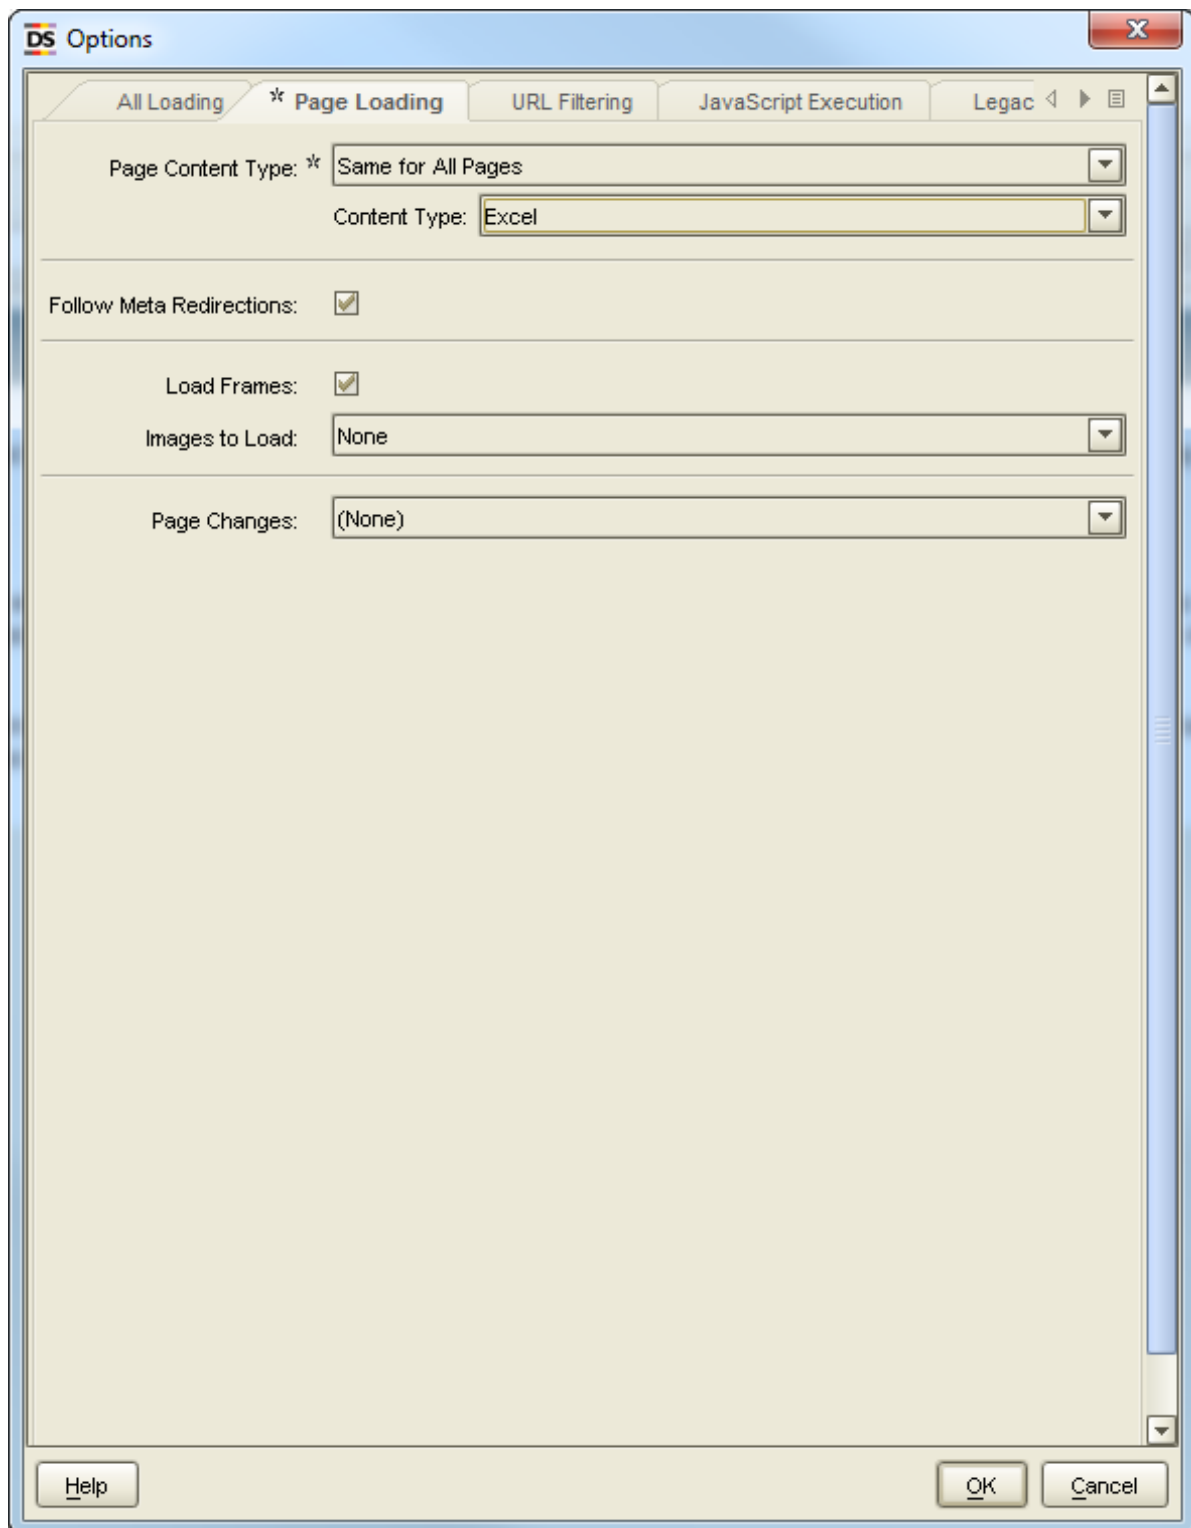 DS Options
All Loading * Page Loading URL Filtering JavaScript Execution Legac
Page Content Type: * Same for All Pages
Content Type: Excel
Follow Meta Redirections:
Load Frames:
Images to Load: None
Page Changes: (None)
Help OK Cancel